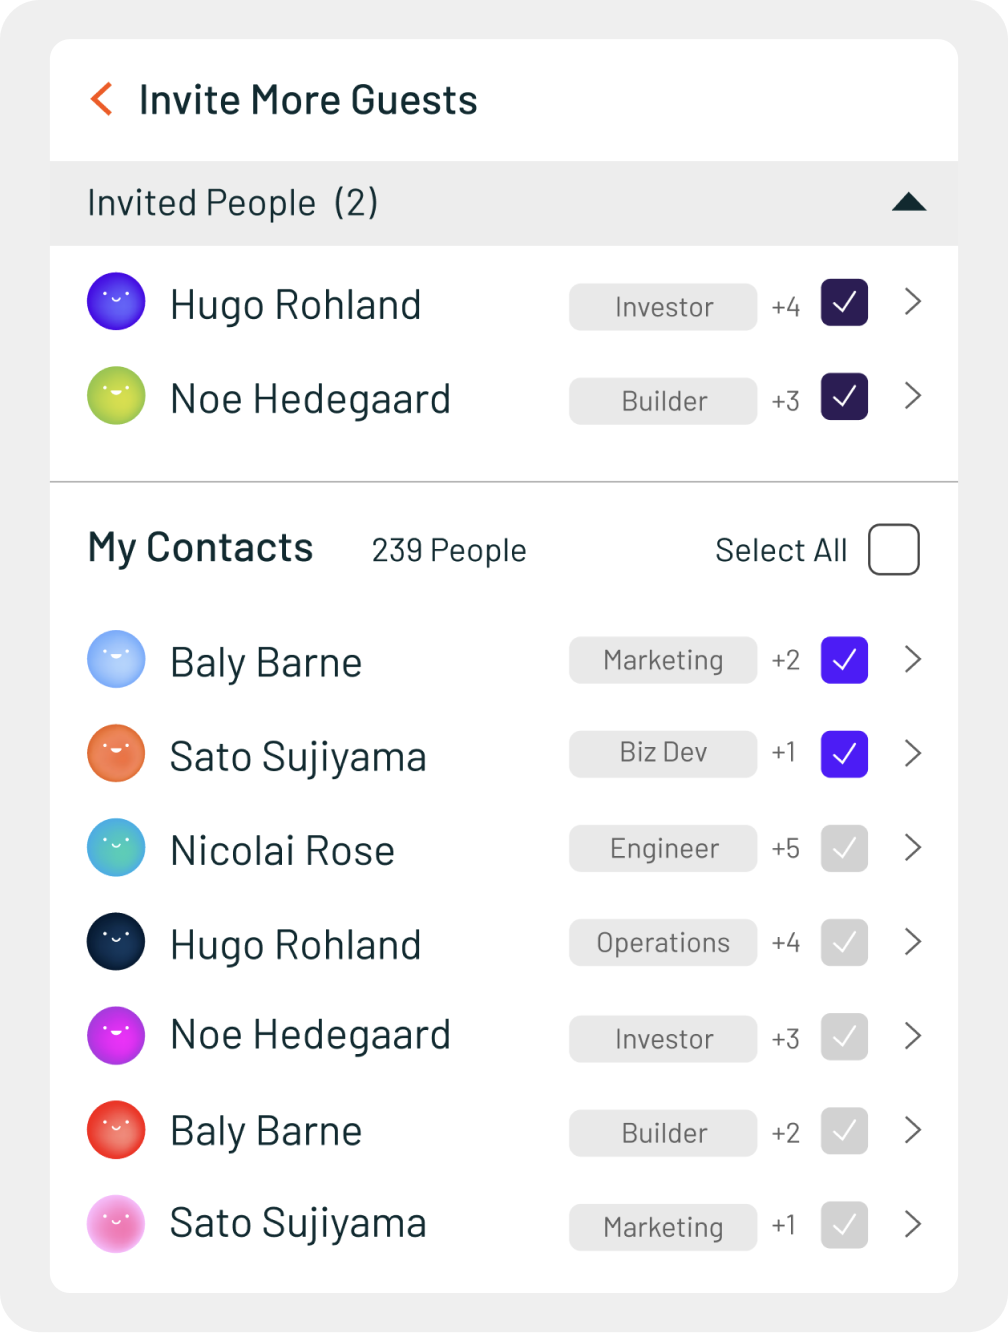 Invite More Guests
Invited People (2)
Hugo Rohland Investor +4
Noe Hedegaard Builder +3
My Contacts 239 People Select All
Baly Barne Marketing +2
Sato Sujiyama Biz Dev +1
Nicolai Rose Engineer +5
Hugo Rohland Operations +4
Noe Hedegaard Investor +3
Baly Barne Builder +2
Sato Sujiyama Marketing +1